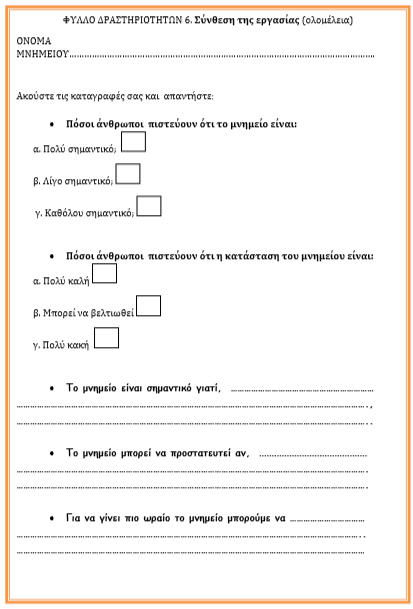 ΦΥΛΛΟ ΔΡΑΣΤΗΡΙΟΤΗΤΩΝ 6. Σύνθεση της εργασίας (ολομέλεια)
ΟΝΟΜΑ
ΜΝΗΜΕΙΟΥ……………………………………………………………………………………………….
Ακούστε τις καταγραφές σας και απαντήστε:
• Πόσοι άνθρωποι πιστεύουν ότι το μνημείο είναι:
α. Πολύ σημαντικό;
β. Λίγο σημαντικό;
γ. Καθόλου σημαντικό;
• Πόσοι άνθρωποι πιστεύουν ότι η κατάσταση του μνημείου είναι:
α. Πολύ καλή
β. Μπορεί να βελτιωθεί
γ. Πολύ κακή
• Το μνημείο είναι σημαντικό γιατί, ……………………………………………
……………………………………………………………………………………………………………….,
………………………………………………………………………………………………………………..
• Το μνημείο μπορεί να προστατευτεί αν, …………………………………
……………………………………………………………………………………………………………….
……………………………………………………………………………………………………………….
• Για να γίνει πιο ωραίο το μνημείο μπορούμε να ………………………
……………………………………………………………………………………………………………..
………………………………………………………………………………………………………………